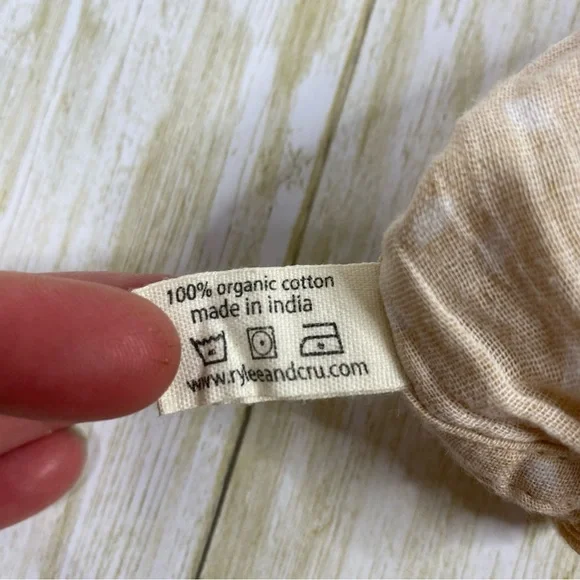 100% organic cotton
made in india
www.ryleeandcru.com